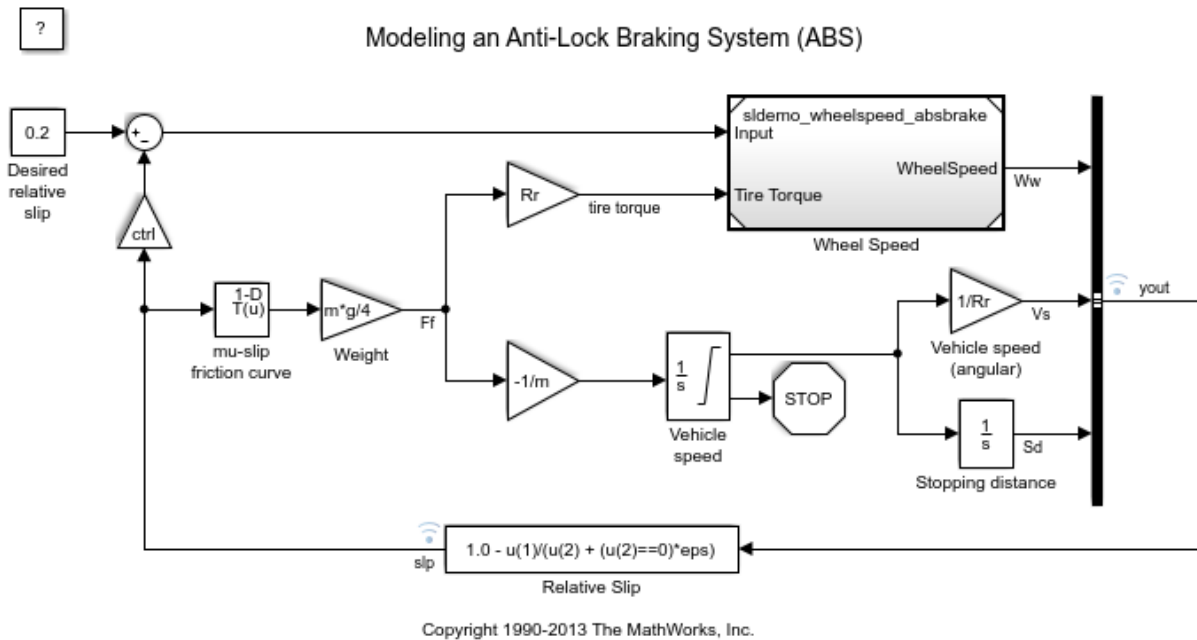 ?
Modeling an Anti-Lock Braking System (ABS)
0.2
+
-
Desired
relative
slip
ctrl
sldemo_wheelspeed_absbrake
Input
WheelSpeed
Ww
Tire Torque
Wheel Speed
Rr
tire torque
1-D
T(u)
mu-slip
friction curve
m*g/4
Weight
Ff
-1/m
1
s
Vehicle
speed
STOP
1/Rr
Vs
Vehicle speed
(angular)
1
s
Sd
Stopping distance
yout
slp
1.0 - u(1)/(u(2) + (u(2)==0)*eps)
Relative Slip
Copyright 1990-2013 The MathWorks, Inc.